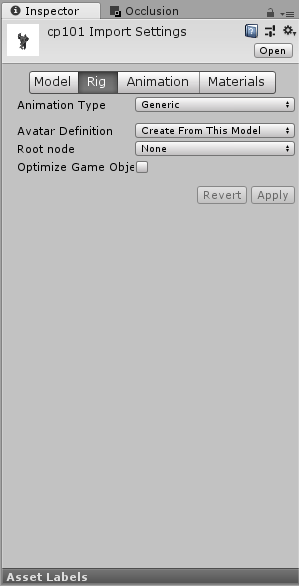 Inspector Occlusion
cp101 Import Settings
Open
Model Rig Animation Materials
Animation Type Generic
Avatar Definition Create From This Model
Root node None
Optimize Game Obje
Revert Apply
Asset Labels